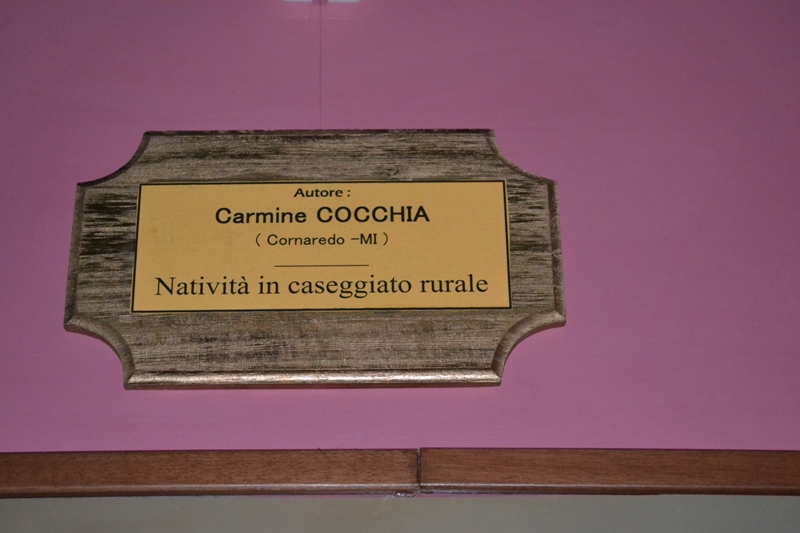 Autore :
Carmine COCCHIA
( Cornaredo -MI )
Natività in caseggiato rurale